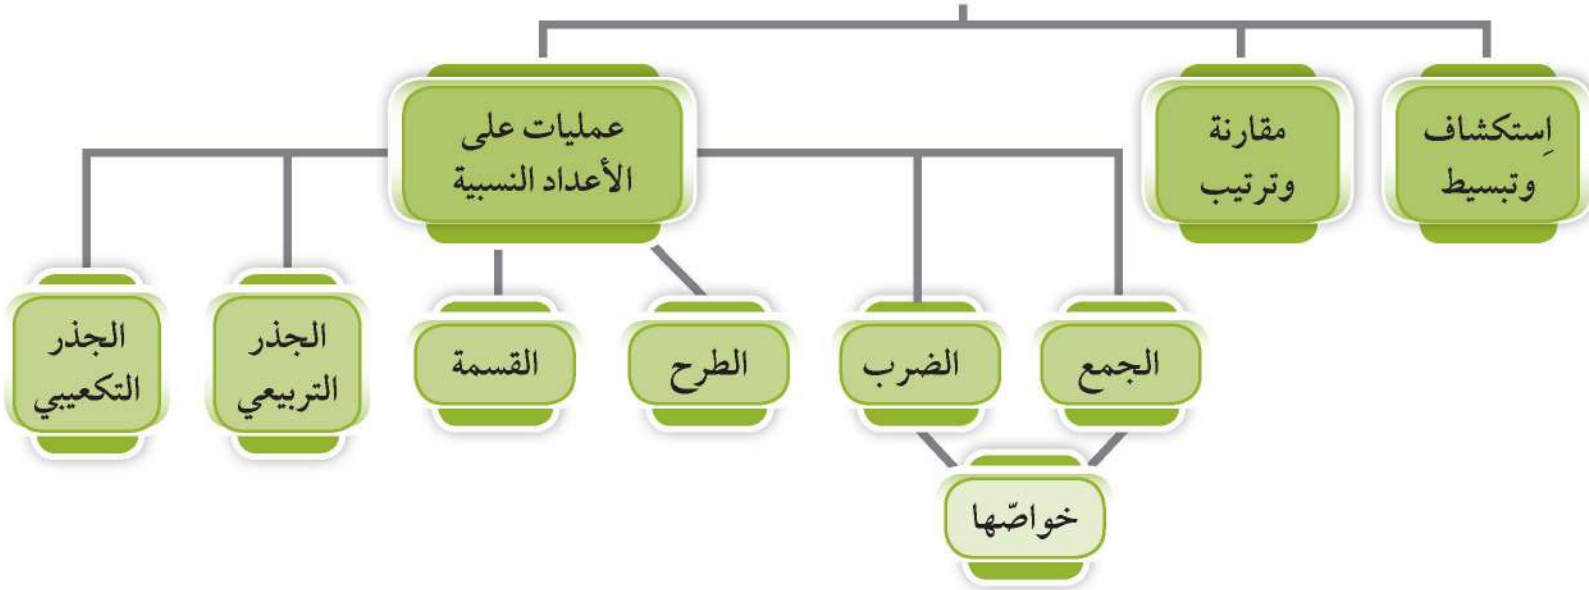 إِستكشاف
وتبسيط
مقارنة
وترتيب
عمليات على
الأعداد النسبية
الجمع
الضرب
الطرح
القسمة
الجذر
التربيعي
الجذر
التكعيبي
خواصّها